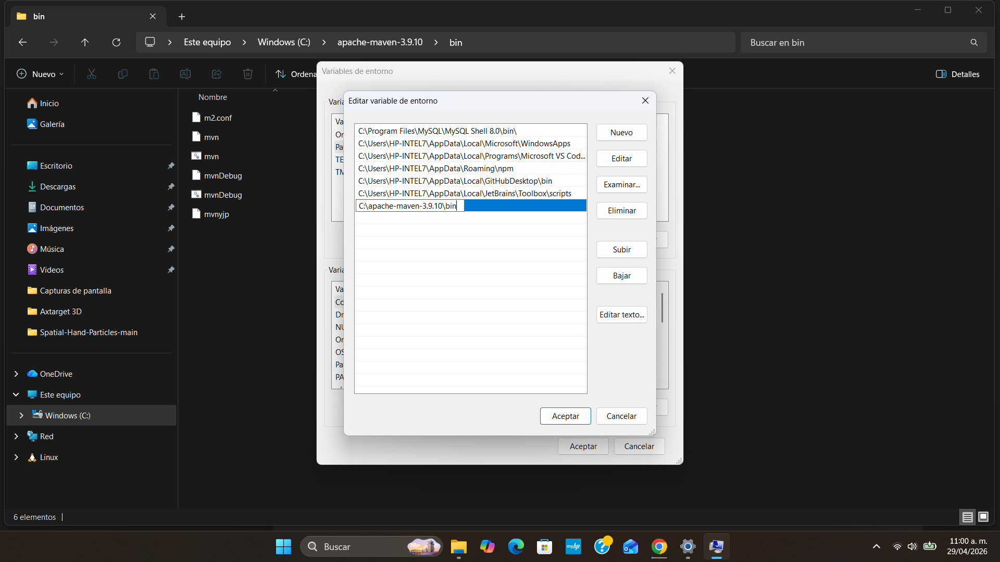 bin
Este equipo
Windows (C:)
apache-maven-3.9.10
bin
Buscar en bin
Nuevo
Ordena
Detalles
Inicio
Galería
Escritorio
Descargas
Documentos
Imágenes
Música
Videos
Capturas de pantalla
Axtarget 3D
Spatial-Hand-Particles-main
OneDrive
Este equipo
Windows (C:)
Red
Linux
6 elementos
Nombre
m2.conf
mvn
mvn
mvnDebug
mvnDebug
mvnyjp
Variables de entorno
Varia
Va
On
Pa
TE
TM
Varia
Va
Co
Dr
NU
On
OS
Pa
PA
Aceptar
Cancelar
Editar variable de entorno
C:\Program Files\MySQL\MySQL Shell 8.0\bin\
C:\Users\HP-INTEL7\AppData\Local\Microsoft\WindowsApps
C:\Users\HP-INTEL7\AppData\Local\Programs\Microsoft VS Cod...
C:\Users\HP-INTEL7\AppData\Roaming\npm
C:\Users\HP-INTEL7\AppData\Local\GitHubDesktop\bin
C:\Users\HP-INTEL7\AppData\Local\JetBrains\Toolbox\scripts
C:\apache-maven-3.9.10\bin
Nuevo
Editar
Examinar...
Eliminar
Subir
Bajar
Editar texto...
Aceptar
Cancelar
Buscar
myhp
11:00 a. m.
29/04/2026